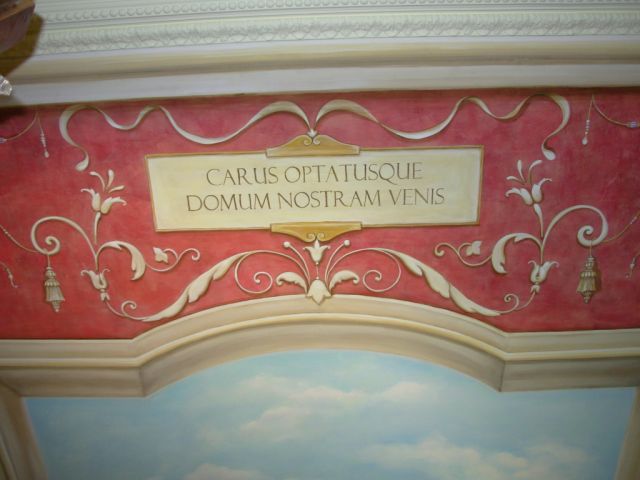 CARUS OPTATUSQUE
DOMUM NOSTRAM VENIS